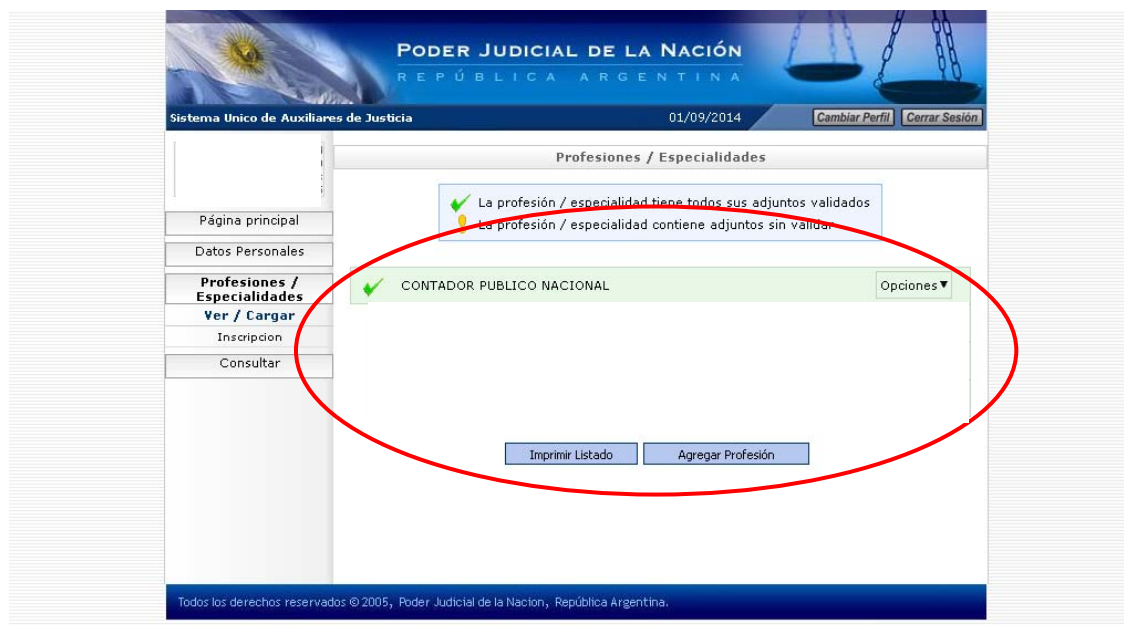 PODER JUDICIAL DE LA NACIÓN
REPÚBLICA ARGENTINA
Sistema Unico de Auxiliares de Justicia
01/09/2014
Cambiar Perfil
Cerrar Sesión
Profesiones / Especialidades
La profesión / especialidad tiene todos sus adjuntos validados
La profesión / especialidad contiene adjuntos sin validar
Página principal
Datos Personales
Profesiones /
Especialidades
Ver / Cargar
Inscripcion
Consultar
CONTADOR PUBLICO NACIONAL
Opciones▼
Imprimir Listado
Agregar Profesión
Todos los derechos reservados © 2005, Poder Judicial de la Nacion, República Argentina.